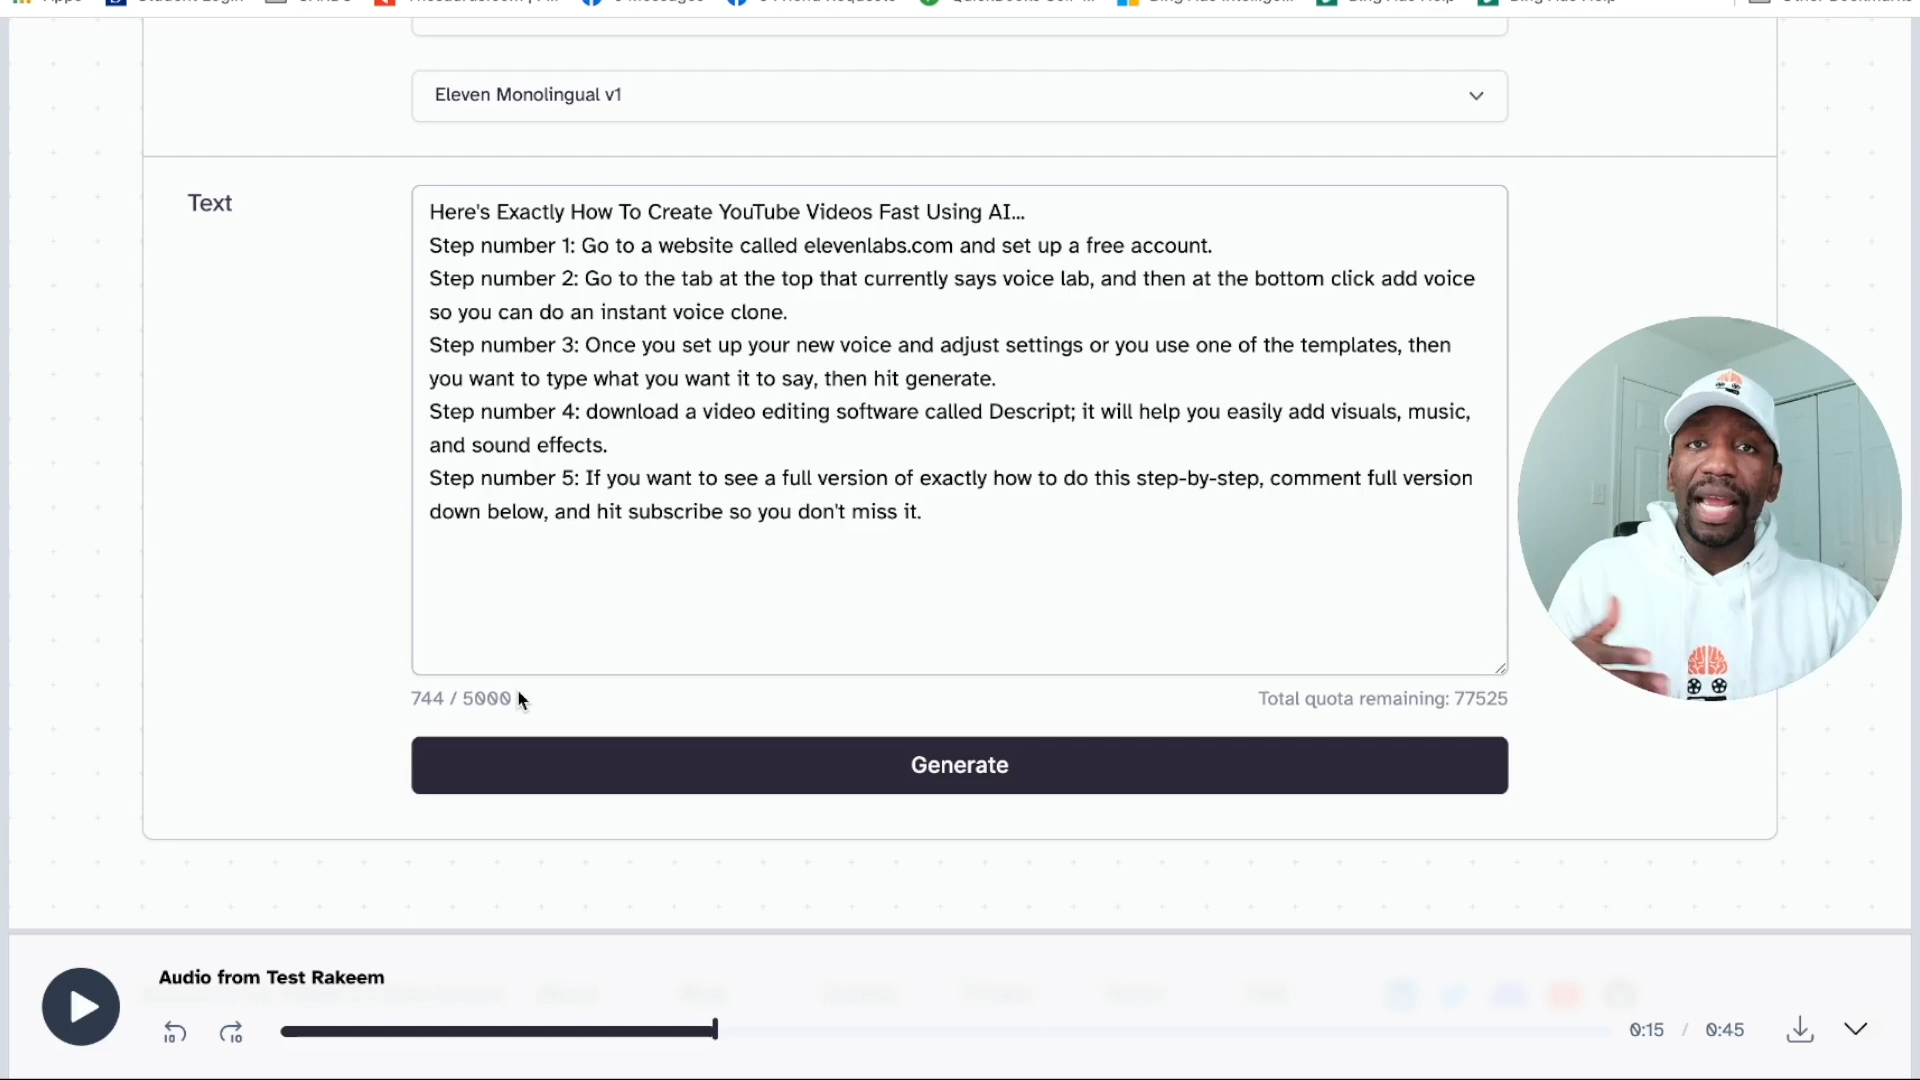 Eleven Monolingual v1
Text
Here's Exactly How To Create YouTube Videos Fast Using AI...
Step number 1: Go to a website called elevenlabs.com and set up a free account.
Step number 2: Go to the tab at the top that currently says voice lab, and then at the bottom click add voice
so you can do an instant voice clone.
Step number 3: Once you set up your new voice and adjust settings or you use one of the templates, then
you want to type what you want it to say, then hit generate.
Step number 4: download a video editing software called Descript; it will help you easily add visuals, music,
and sound effects.
Step number 5: If you want to see a full version of exactly how to do this step-by-step, comment full version
down below, and hit subscribe so you don't miss it.
744 / 5000
Total quota remaining: 77525
Generate
Audio from Test Rakeem
10
10
0:15 / 0:45